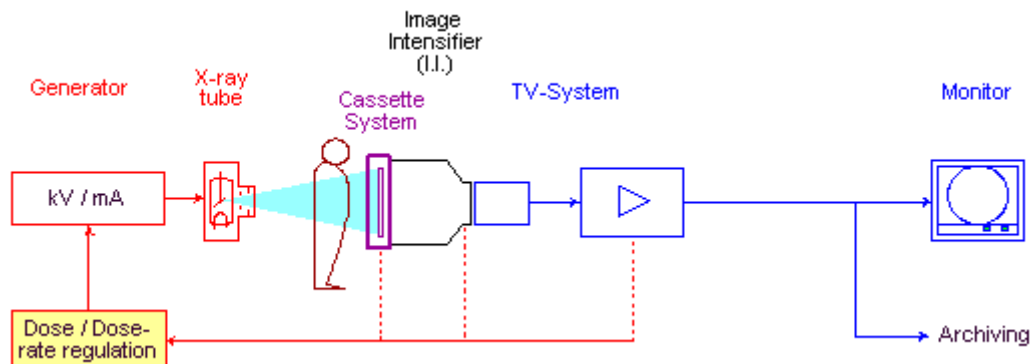 Image
Intensifier
(I.I.)
Generator
X-ray
tube
Cassette
System
TV-System
Monitor
kV / mA
Dose / Dose-
rate regulation
Archiving